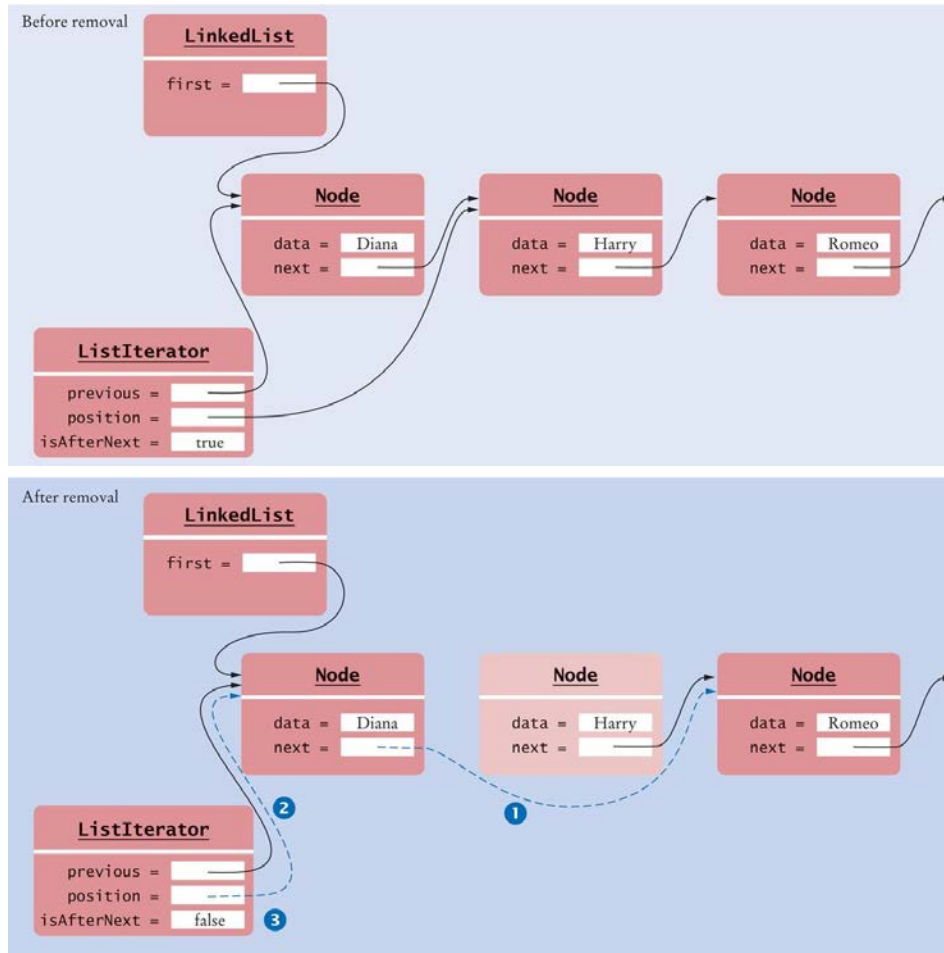 Before removal
LinkedList
first =
Node
data = Diana
next =
Node
data = Harry
next =
Node
data = Romeo
next =
ListIterator
previous =
position =
isAfterNext = true
After removal
LinkedList
first =
Node
data = Diana
next =
Node
data = Harry
next =
Node
data = Romeo
next =
2
1
ListIterator
previous =
position =
isAfterNext = false
3